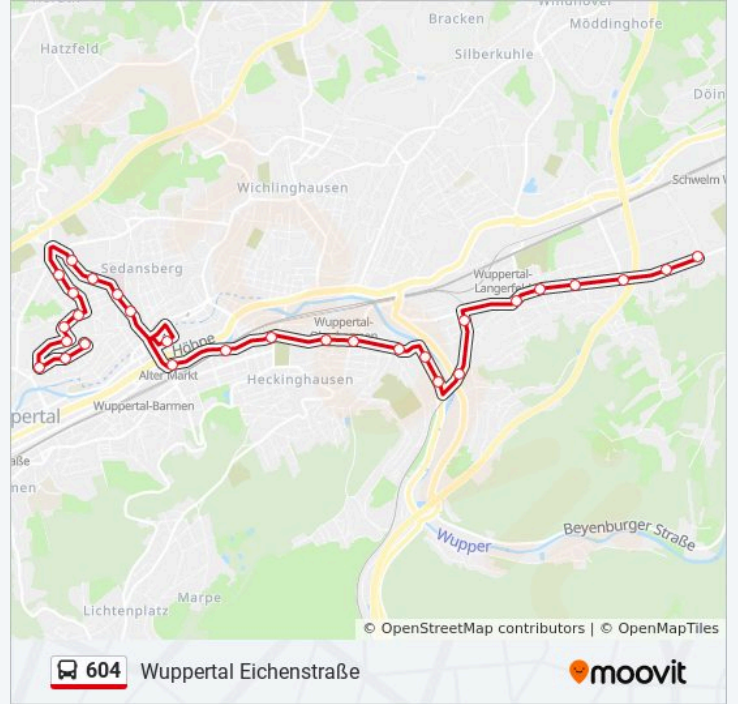 Bracken
Möddinghofe
Hatzfeld
Silberkuhle
Döin
Schwelm W
Wichlinghausen
Sedansberg
Wuppertal-
Langerfeld
Wuppertal-
Höhne
Alter Markt
Heckinghausen
Wuppertal-Barmen
pertal
aße
nen
Wupper
Beyenburger Straße
Marpe
Lichtenplatz
© OpenStreetMap contributors | © OpenMapTiles
604 Wuppertal Eichenstraße
moovit